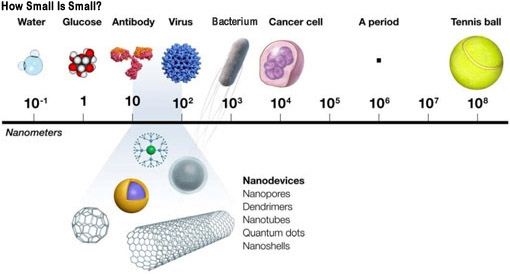 How Small Is Small?
Water Glucose Antibody Virus Bacterium Cancer cell A period Tennis ball
10⁻¹ 1 10 10² 10³ 10⁴ 10⁵ 10⁶ 10⁷ 10⁸
Nanometers
Nanodevices
Nanopores
Dendrimers
Nanotubes
Quantum dots
Nanoshells